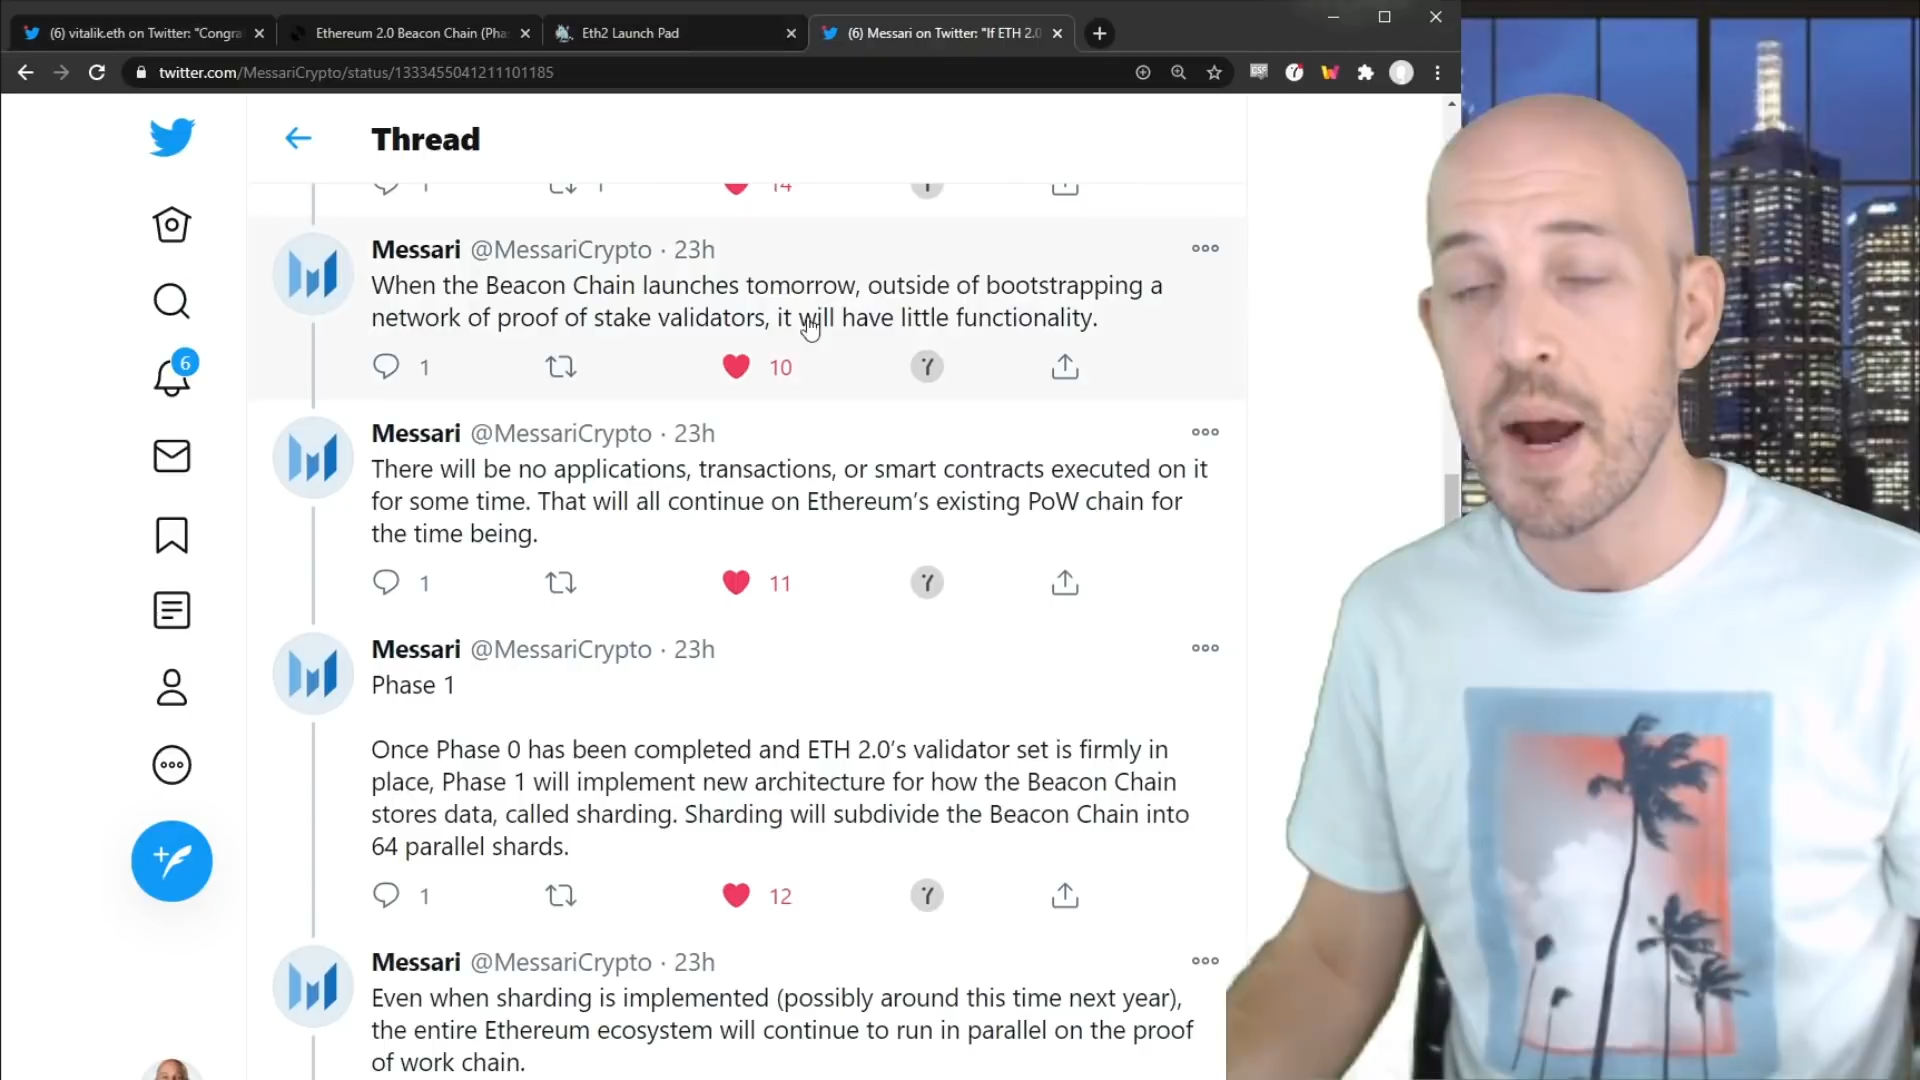 (6) vitalik.eth on Twitter: "Congra
Ethereum 2.0 Beacon Chain (Pha
Eth2 Launch Pad
(6) Messari on Twitter: "If ETH 2.0
twitter.com/MessariCrypto/status/1333455041211101185
Thread
1
1
14
Messari @MessariCrypto · 23h
When the Beacon Chain launches tomorrow, outside of bootstrapping a
network of proof of stake validators, it will have little functionality.
6
1
10
Messari @MessariCrypto · 23h
There will be no applications, transactions, or smart contracts executed on it
for some time. That will all continue on Ethereum's existing PoW chain for
the time being.
1
11
Messari @MessariCrypto · 23h
Phase 1
Once Phase 0 has been completed and ETH 2.0's validator set is firmly in
place, Phase 1 will implement new architecture for how the Beacon Chain
stores data, called sharding. Sharding will subdivide the Beacon Chain into
64 parallel shards.
1
12
Messari @MessariCrypto · 23h
Even when sharding is implemented (possibly around this time next year),
the entire Ethereum ecosystem will continue to run in parallel on the proof
of work chain.